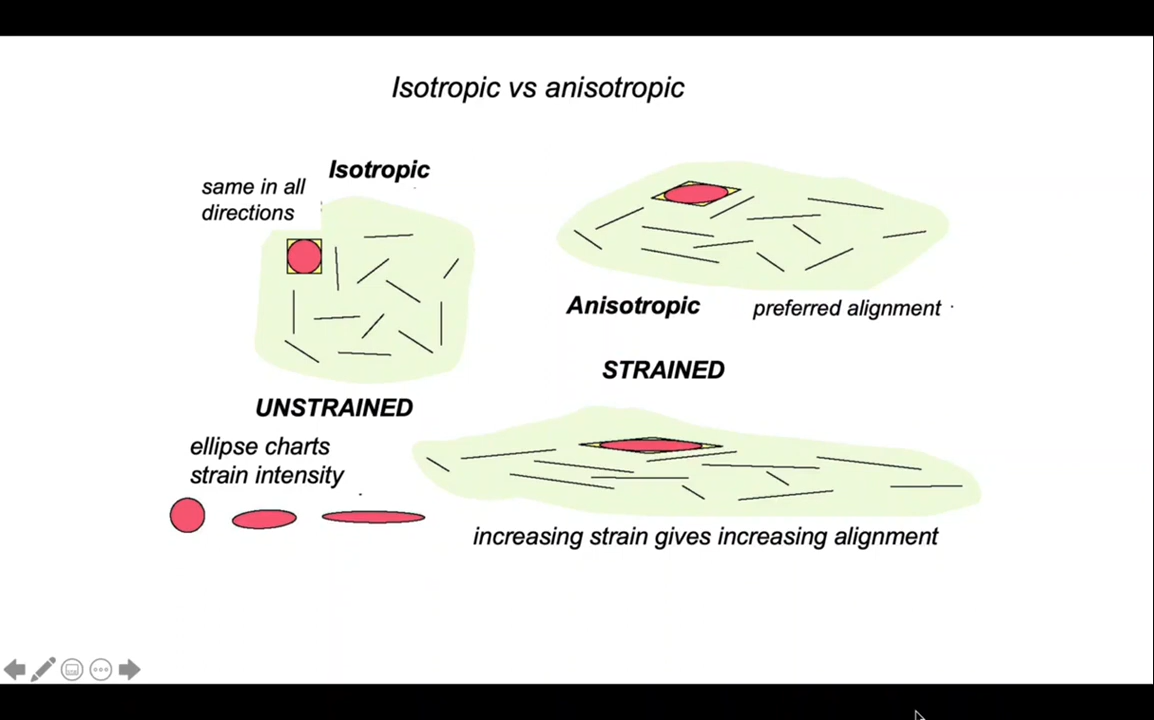 Isotropic vs anisotropic
Isotropic
same in all
directions
Anisotropic
preferred alignment
STRAINED
UNSTRAINED
ellipse charts
strain intensity
increasing strain gives increasing alignment